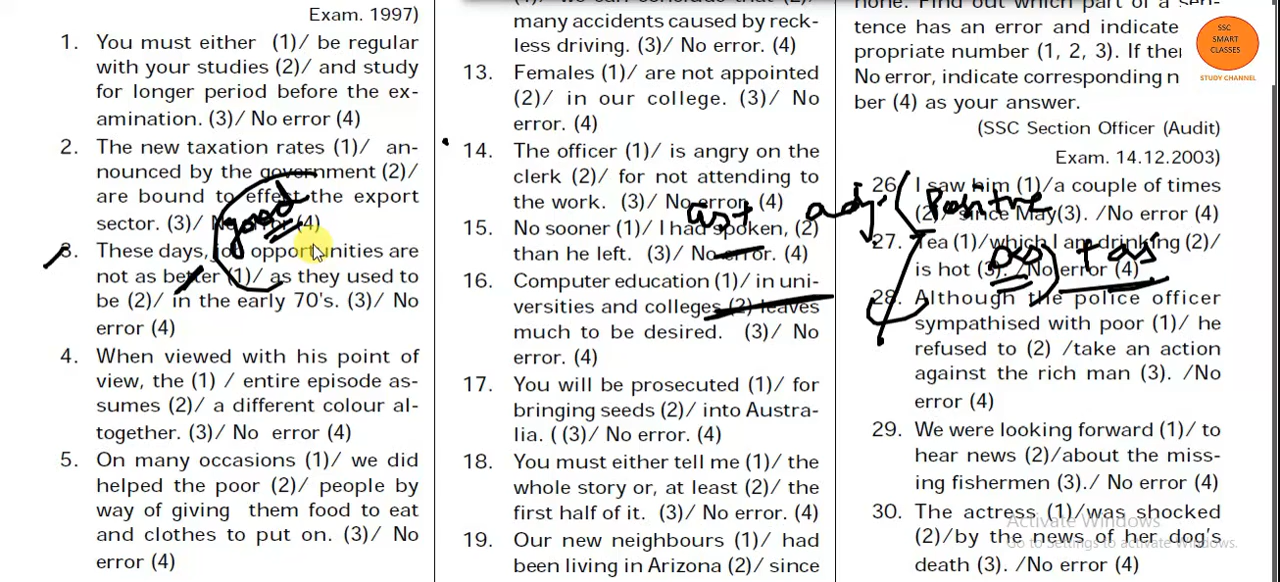 Exam. 1997)
1. You must either (1)/ be regular
with your studies (2)/ and study
for longer period before the ex-
amination. (3)/ No error (4)
2. The new taxation rates (1)/ an-
nounced by the government (2)/
are bound to effect the export
sector. (3)/ No error (4)
3. These days, job opportunities are
not as better (1)/ as they used to
be (2)/ in the early 70's. (3)/ No
error (4)
4. When viewed with his point of
view, the (1) / entire episode as-
sumes (2)/ a different colour al-
together. (3)/ No error (4)
5. On many occasions (1)/ we did
helped the poor (2)/ people by
way of giving them food to eat
and clothes to put on. (3)/ No
error (4)
good
many accidents caused by reck-
less driving. (3)/ No error. (4)
13. Females (1)/ are not appointed
(2)/ in our college. (3)/ No
error. (4)
14. The officer (1)/ is angry on the
clerk (2)/ for not attending to
the work. (3)/ No error. (4)
15. No sooner (1)/ I had spoken, (2)
than he left. (3)/ No error. (4)
16. Computer education (1)/ in uni-
versities and colleges (2) leaves
much to be desired. (3)/ No
error. (4)
17. You will be prosecuted (1)/ for
bringing seeds (2)/ into Austra-
lia. ( (3)/ No error. (4)
18. You must either tell me (1)/ the
whole story or, at least (2)/ the
first half of it. (3)/ No error. (4)
19. Our new neighbours (1)/ had
been living in Arizona (2)/ since
adj. Positive
as + as
none. Find out which part of a sen-
tence has an error and indicate
propriate number (1, 2, 3). If ther
No error, indicate corresponding n
ber (4) as your answer.
(SSC Section Officer (Audit)
Exam. 14.12.2003)
26. I saw him (1)/a couple of times
(2)/ since May(3). /No error (4)
27. Tea (1)/which I am drinking (2)/
is hot (3). /No error (4)
28. Although the police officer
sympathised with poor (1)/ he
refused to (2) /take an action
against the rich man (3). /No
error (4)
29. We were looking forward (1)/ to
hear news (2)/about the miss-
ing fishermen (3)./ No error (4)
30. The actress (1)/was shocked
(2)/by the news of her dog's
death (3). /No error (4)
SSC
SMART
CLASSES
STUDY CHANNEL
Activate Windows
Go to Settings to activate Windows.